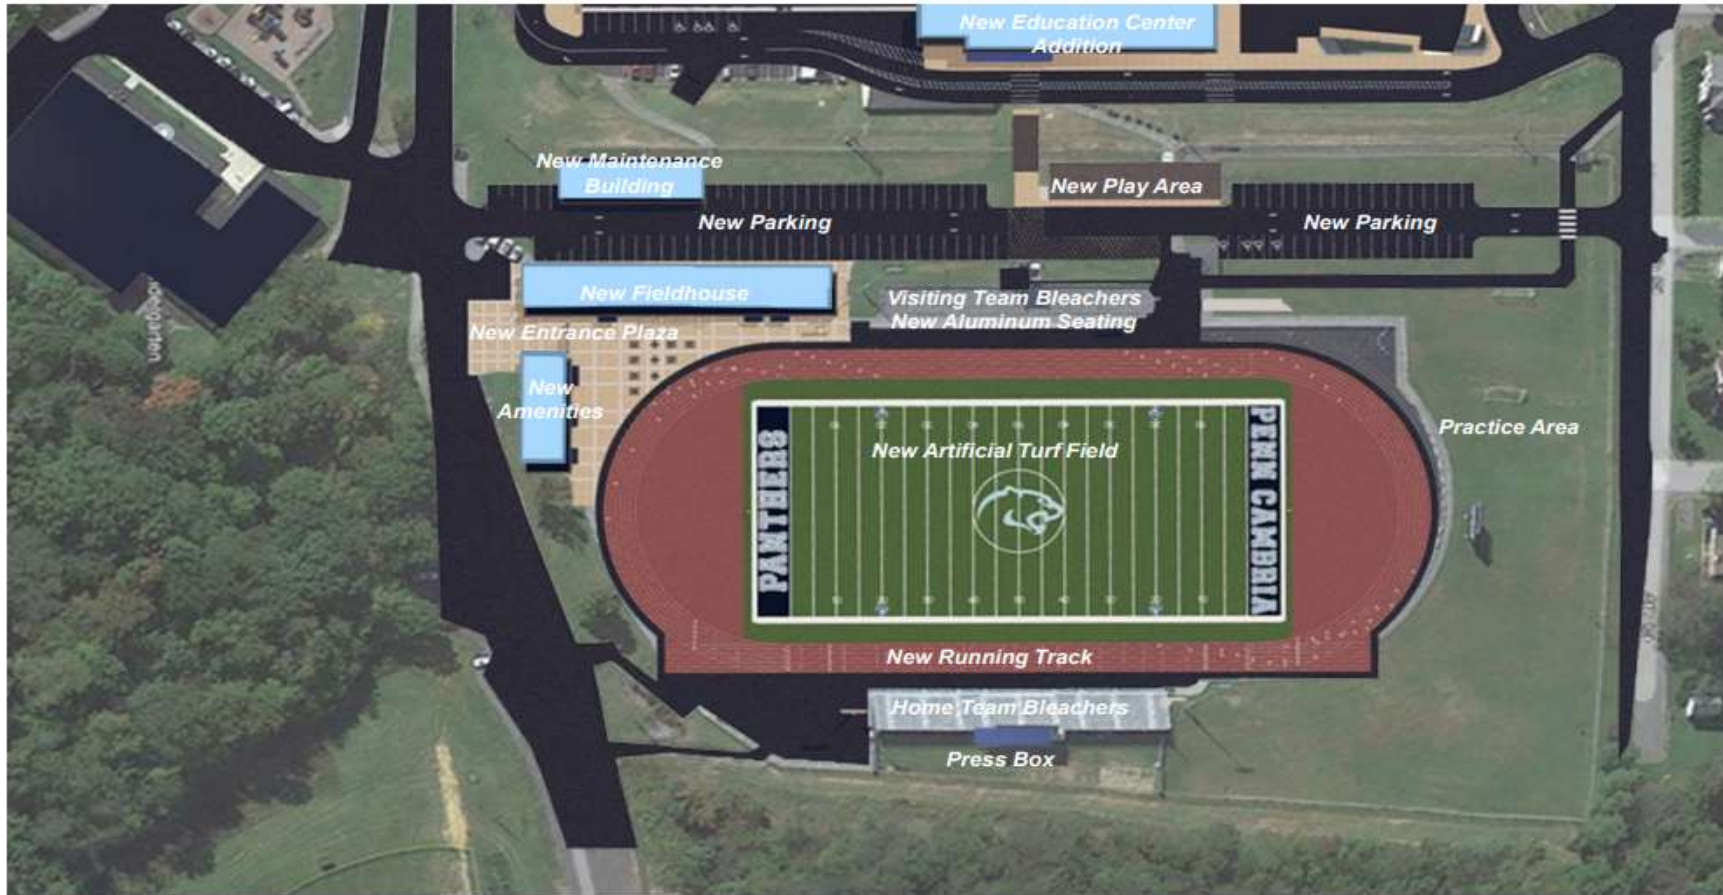 New Education Center
Addition
New Maintenance
Building
New Play Area
New Parking
New Parking
New Fieldhouse
Visiting Team Bleachers
New Aluminum Seating
New Entrance Plaza
New
Amenities
Practice Area
New Artificial Turf Field
PANTHERS
PENN CAMBRIA
New Running Track
Home Team Bleachers
Press Box